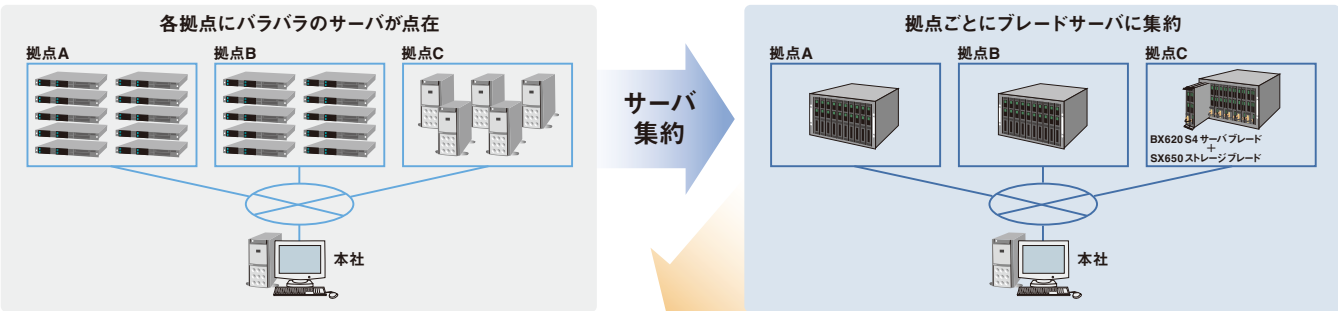 各拠点にバラバラのサーバが点在
拠点A
拠点B
拠点C
本社
サーバ
集約
拠点ごとにブレードサーバに集約
拠点A
拠点B
拠点C
BX620 S4 サーバブレード
+
SX650 ストレージブレード
本社